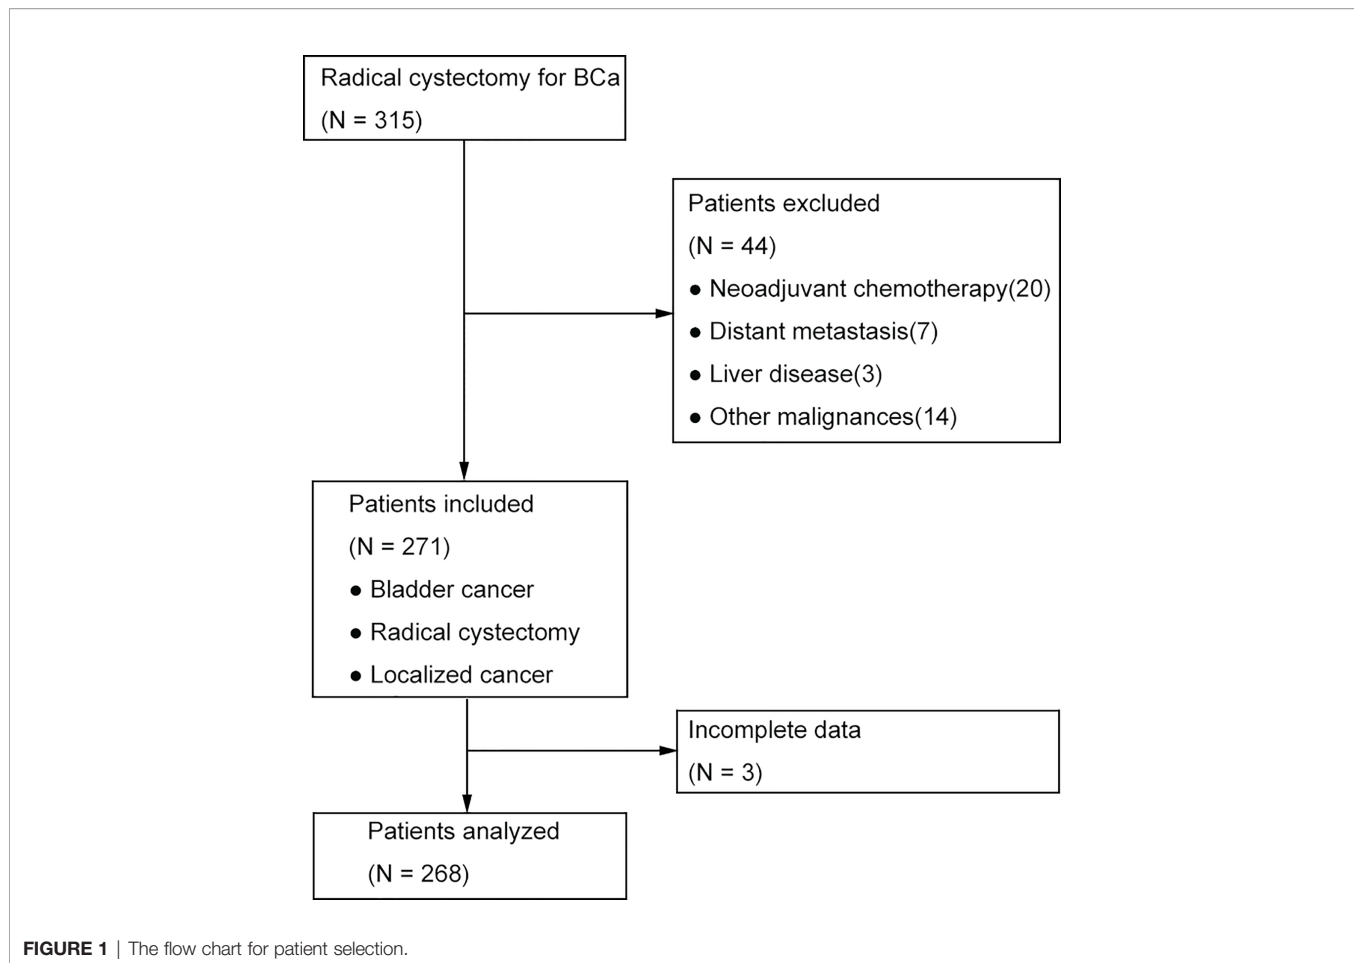 Radical cystectomy for BCa
(N = 315)
Patients excluded
(N = 44)
● Neoadjuvant chemotherapy(20)
● Distant metastasis(7)
● Liver disease(3)
● Other malignances(14)
Patients included
(N = 271)
● Bladder cancer
● Radical cystectomy
● Localized cancer
Incomplete data
(N = 3)
Patients analyzed
(N = 268)
FIGURE 1 | The flow chart for patient selection.